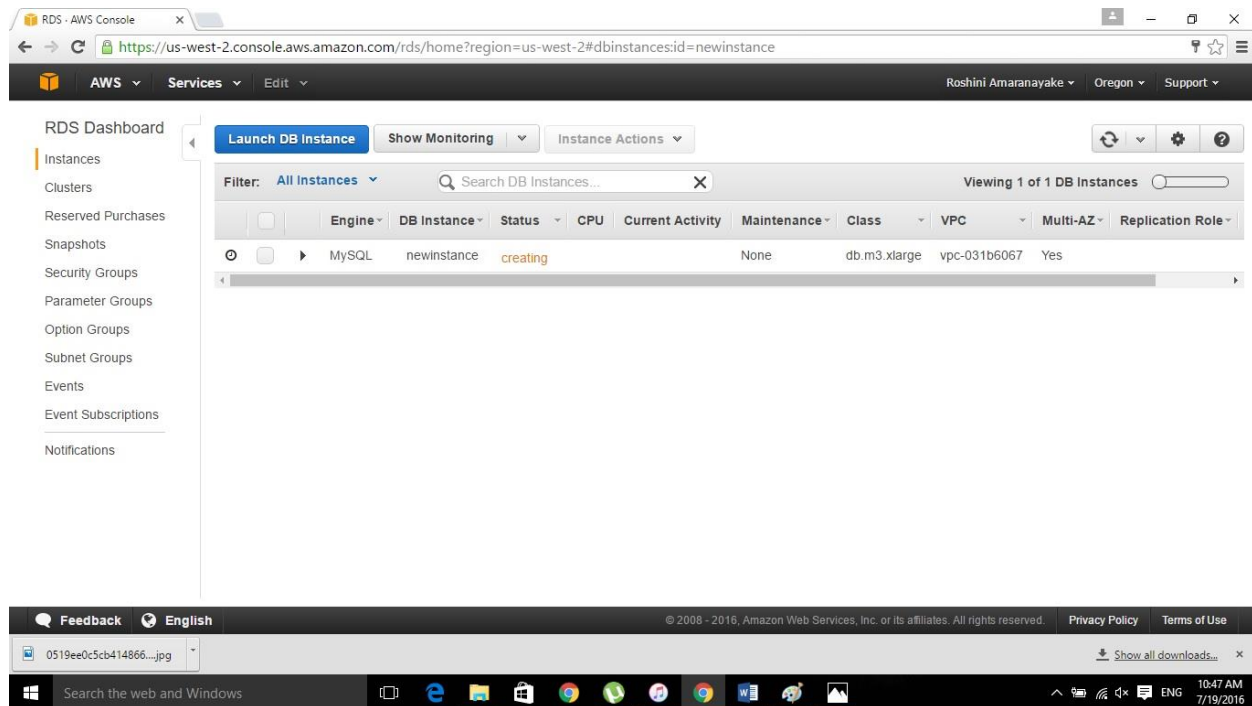 RDS · AWS Console
https://us-west-2.console.aws.amazon.com/rds/home?region=us-west-2#dbinstances:id=newinstance
AWS Services Edit Roshini Amaranayake Oregon Support
RDS Dashboard
Instances
Clusters
Reserved Purchases
Snapshots
Security Groups
Parameter Groups
Option Groups
Subnet Groups
Events
Event Subscriptions
Notifications
Launch DB Instance Show Monitoring Instance Actions
Filter: All Instances Search DB Instances... Viewing 1 of 1 DB Instances
Engine DB Instance Status CPU Current Activity Maintenance Class VPC Multi-AZ Replication Role
MySQL newinstance creating None db.m3.xlarge vpc-031b6067 Yes
Feedback English © 2008 - 2016, Amazon Web Services, Inc. or its affiliates. All rights reserved. Privacy Policy Terms of Use
0519ee0c5cb414866....jpg Show all downloads...
Search the web and Windows ENG 10:47 AM
7/19/2016